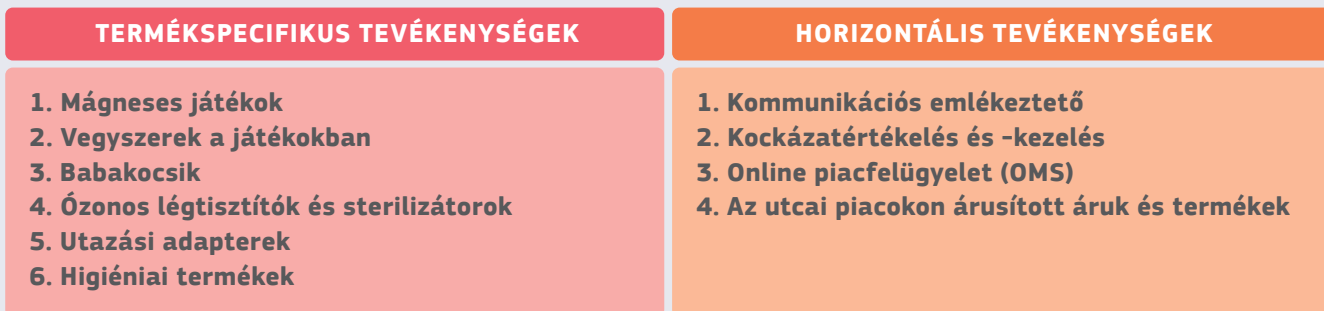 TERMÉKSPECIFIKUS TEVÉKENYSÉGEK
1. Mágneses játékok
2. Vegyszerek a játékokban
3. Babakocsik
4. Ózonos légtisztítók és sterilizátorok
5. Utazási adapterek
6. Higiéniai termékek
HORIZONTÁLIS TEVÉKENYSÉGEK
1. Kommunikációs emlékeztető
2. Kockázatértékelés és -kezelés
3. Online piacfelügyelet (OMS)
4. Az utcai piacokon árusított áruk és termékek